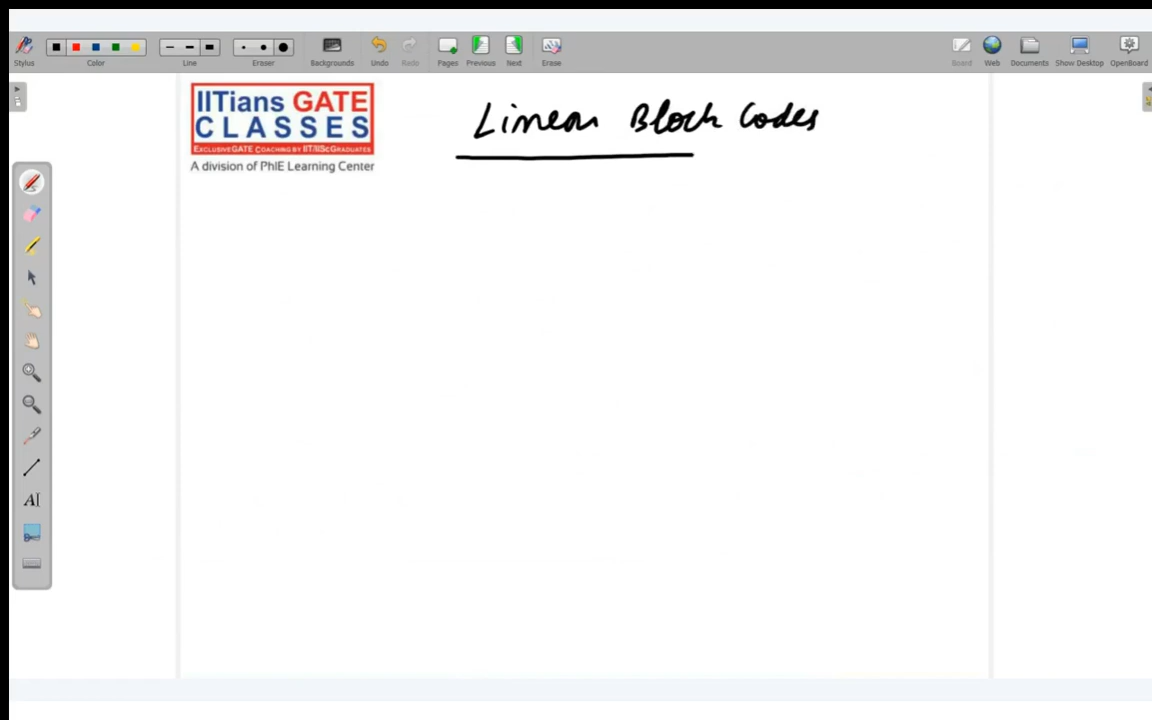 Stylus
Color
Line
Eraser
Backgrounds
Undo
Redo
Pages
Previous
Next
Erase
Board
Web
Documents
Show Desktop
OpenBoard
IITians GATE
CLASSES
EXCLUSIVE GATE COACHING BY IIT/IISc GRADUATES
A division of PhIE Learning Center
Linear Block Codes
AI